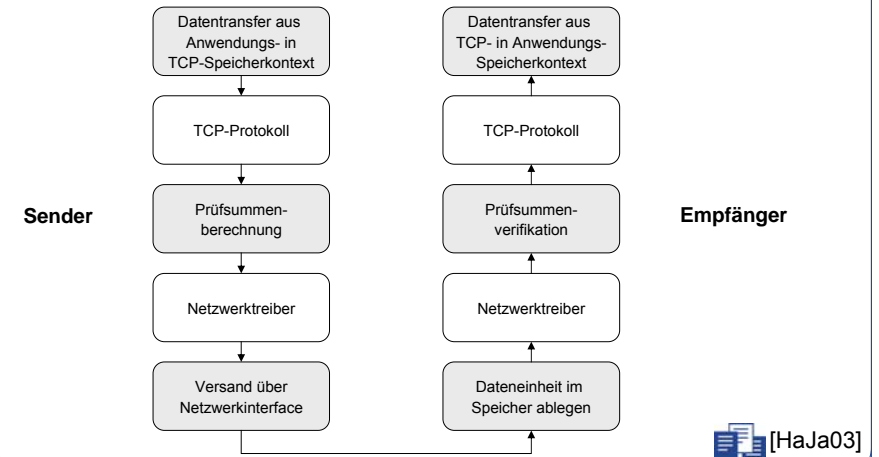 Datentransfer aus
Anwendungs- in
TCP-Speicherkontext
TCP-Protokoll
Sender
Prüfsummen-
berechnung
Netzwerktreiber
Versand über
Netzwerkinterface
Datentransfer aus
TCP- in Anwendungs-
Speicherkontext
TCP-Protokoll
Prüfsummen-
verifikation
Empfänger
Netzwerktreiber
Dateneinheit im
Speicher ablegen
[HaJa03]